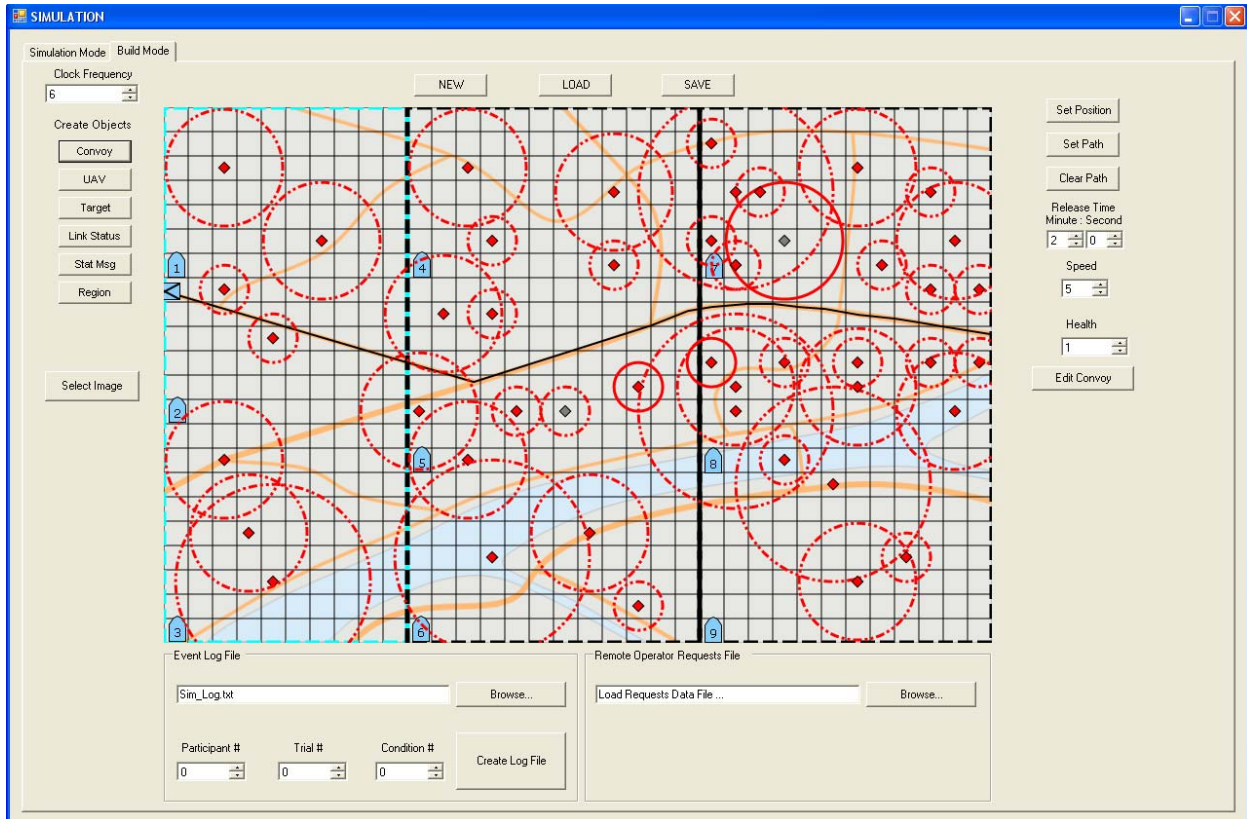 SIMULATION
Simulation Mode
Build Mode
Clock Frequency
6
NEW
LOAD
SAVE
Create Objects
Convoy
UAV
Target
Link Status
Stat Msg
Region
Select Image
1
2
3
4
5
6
7
8
9
Set Position
Set Path
Clear Path
Release Time
Minute : Second
2
0
Speed
5
Health
1
Edit Convoy
Event Log File
Sim_Log.txt
Browse...
Participant #
Trial #
Condition #
0
0
0
Create Log File
Remote Operator Requests File
Load Requests Data File ...
Browse...